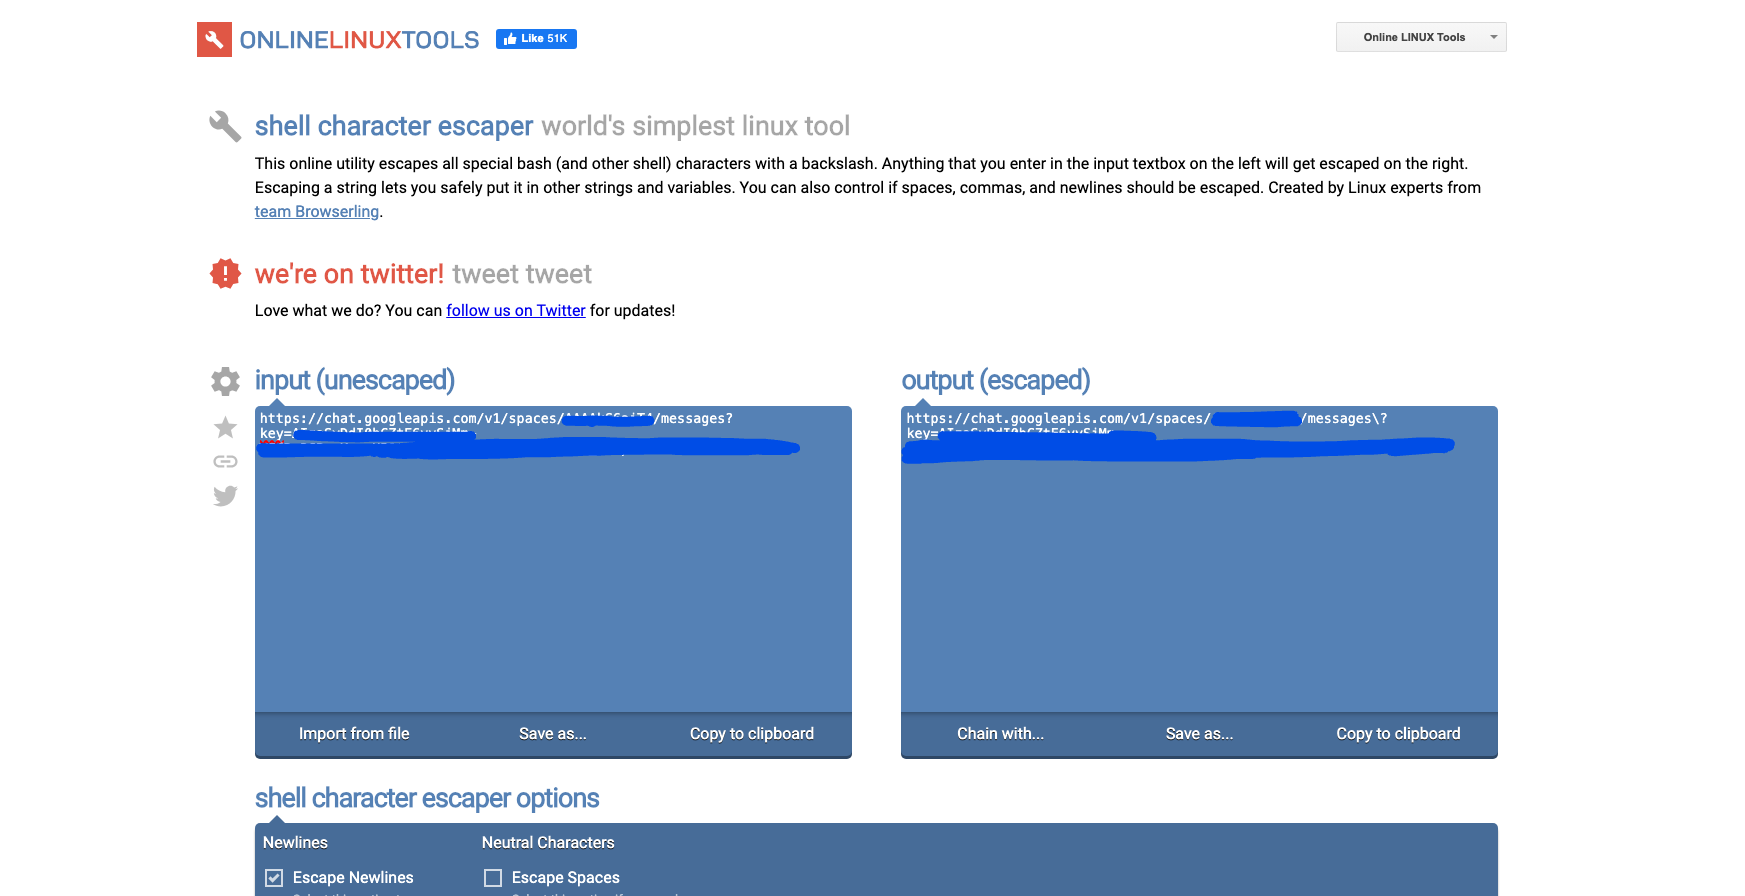 ONLINELINUXTOOLS
Like 51K
Online LINUX Tools
shell character escaper world's simplest linux tool
This online utility escapes all special bash (and other shell) characters with a backslash. Anything that you enter in the input textbox on the left will get escaped on the right.
Escaping a string lets you safely put it in other strings and variables. You can also control if spaces, commas, and newlines should be escaped. Created by Linux experts from
team Browserling.
we're on twitter! tweet tweet
Love what we do? You can follow us on Twitter for updates!
input (unescaped)
https://chat.googleapis.com/v1/spaces/ /messages?
key=
Import from file
Save as...
Copy to clipboard
output (escaped)
https://chat.googleapis.com/v1/spaces/ /messages\?
key=
Chain with...
Save as...
Copy to clipboard
shell character escaper options
Newlines
Escape Newlines
Neutral Characters
Escape Spaces